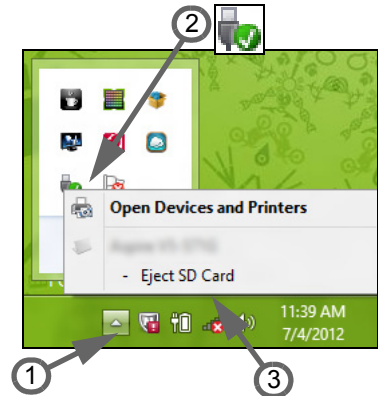 2
Open Devices and Printers
- Eject SD Card
11:39 AM
7/4/2012
1
3